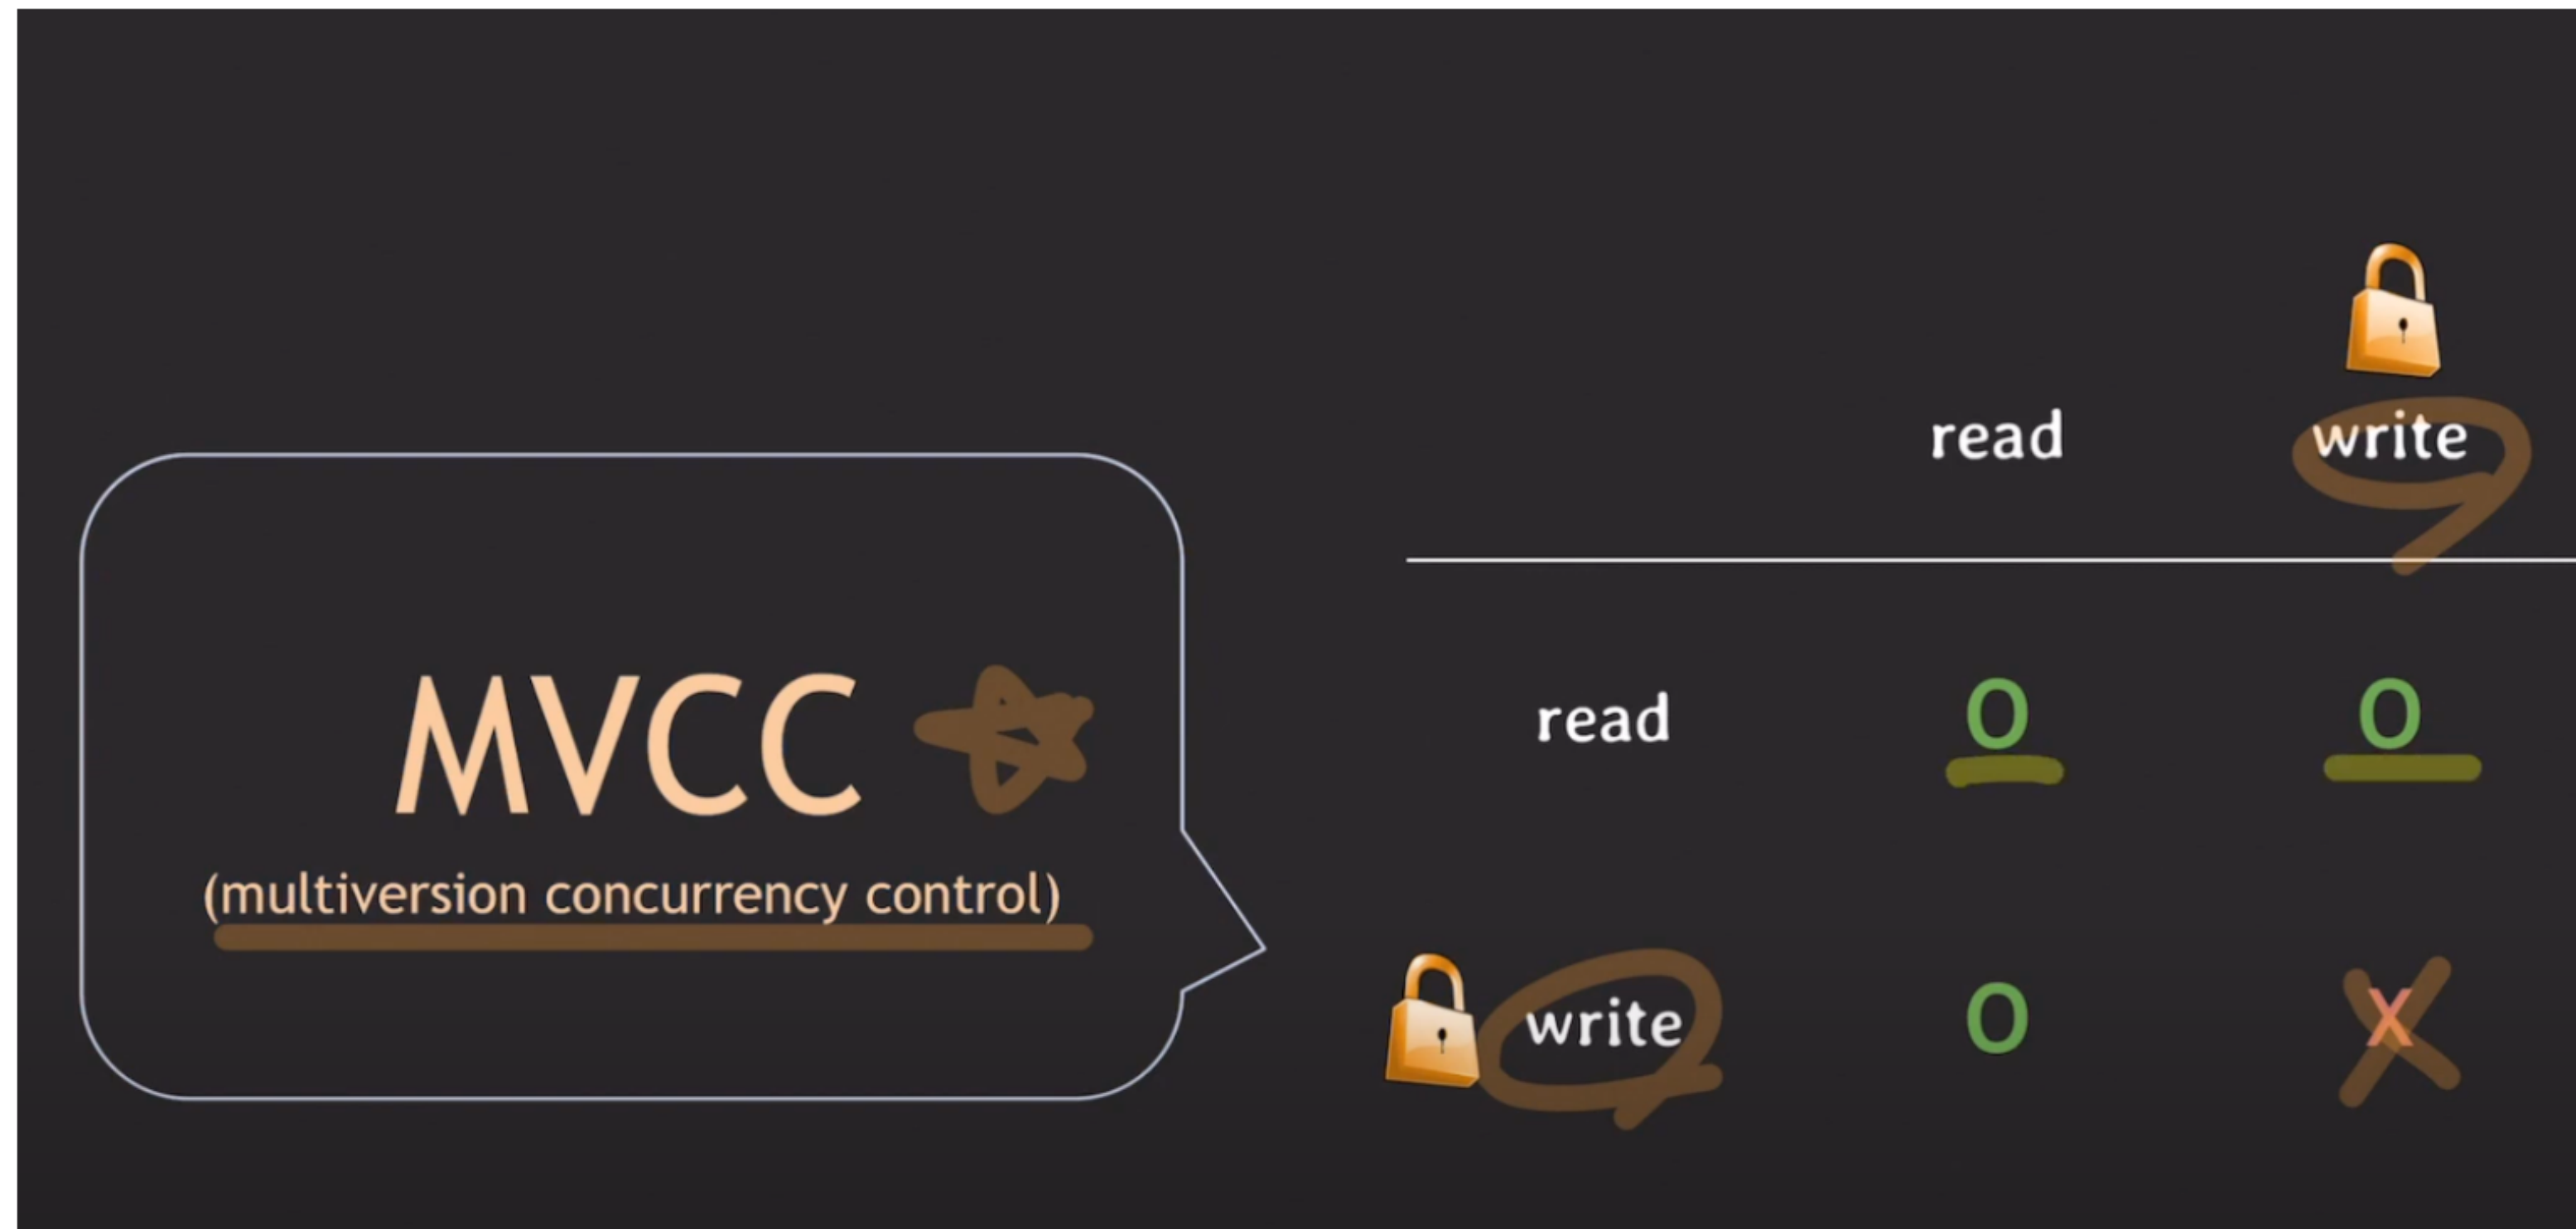 read write
MVCC
(multiversion concurrency control)
read O O
write O X